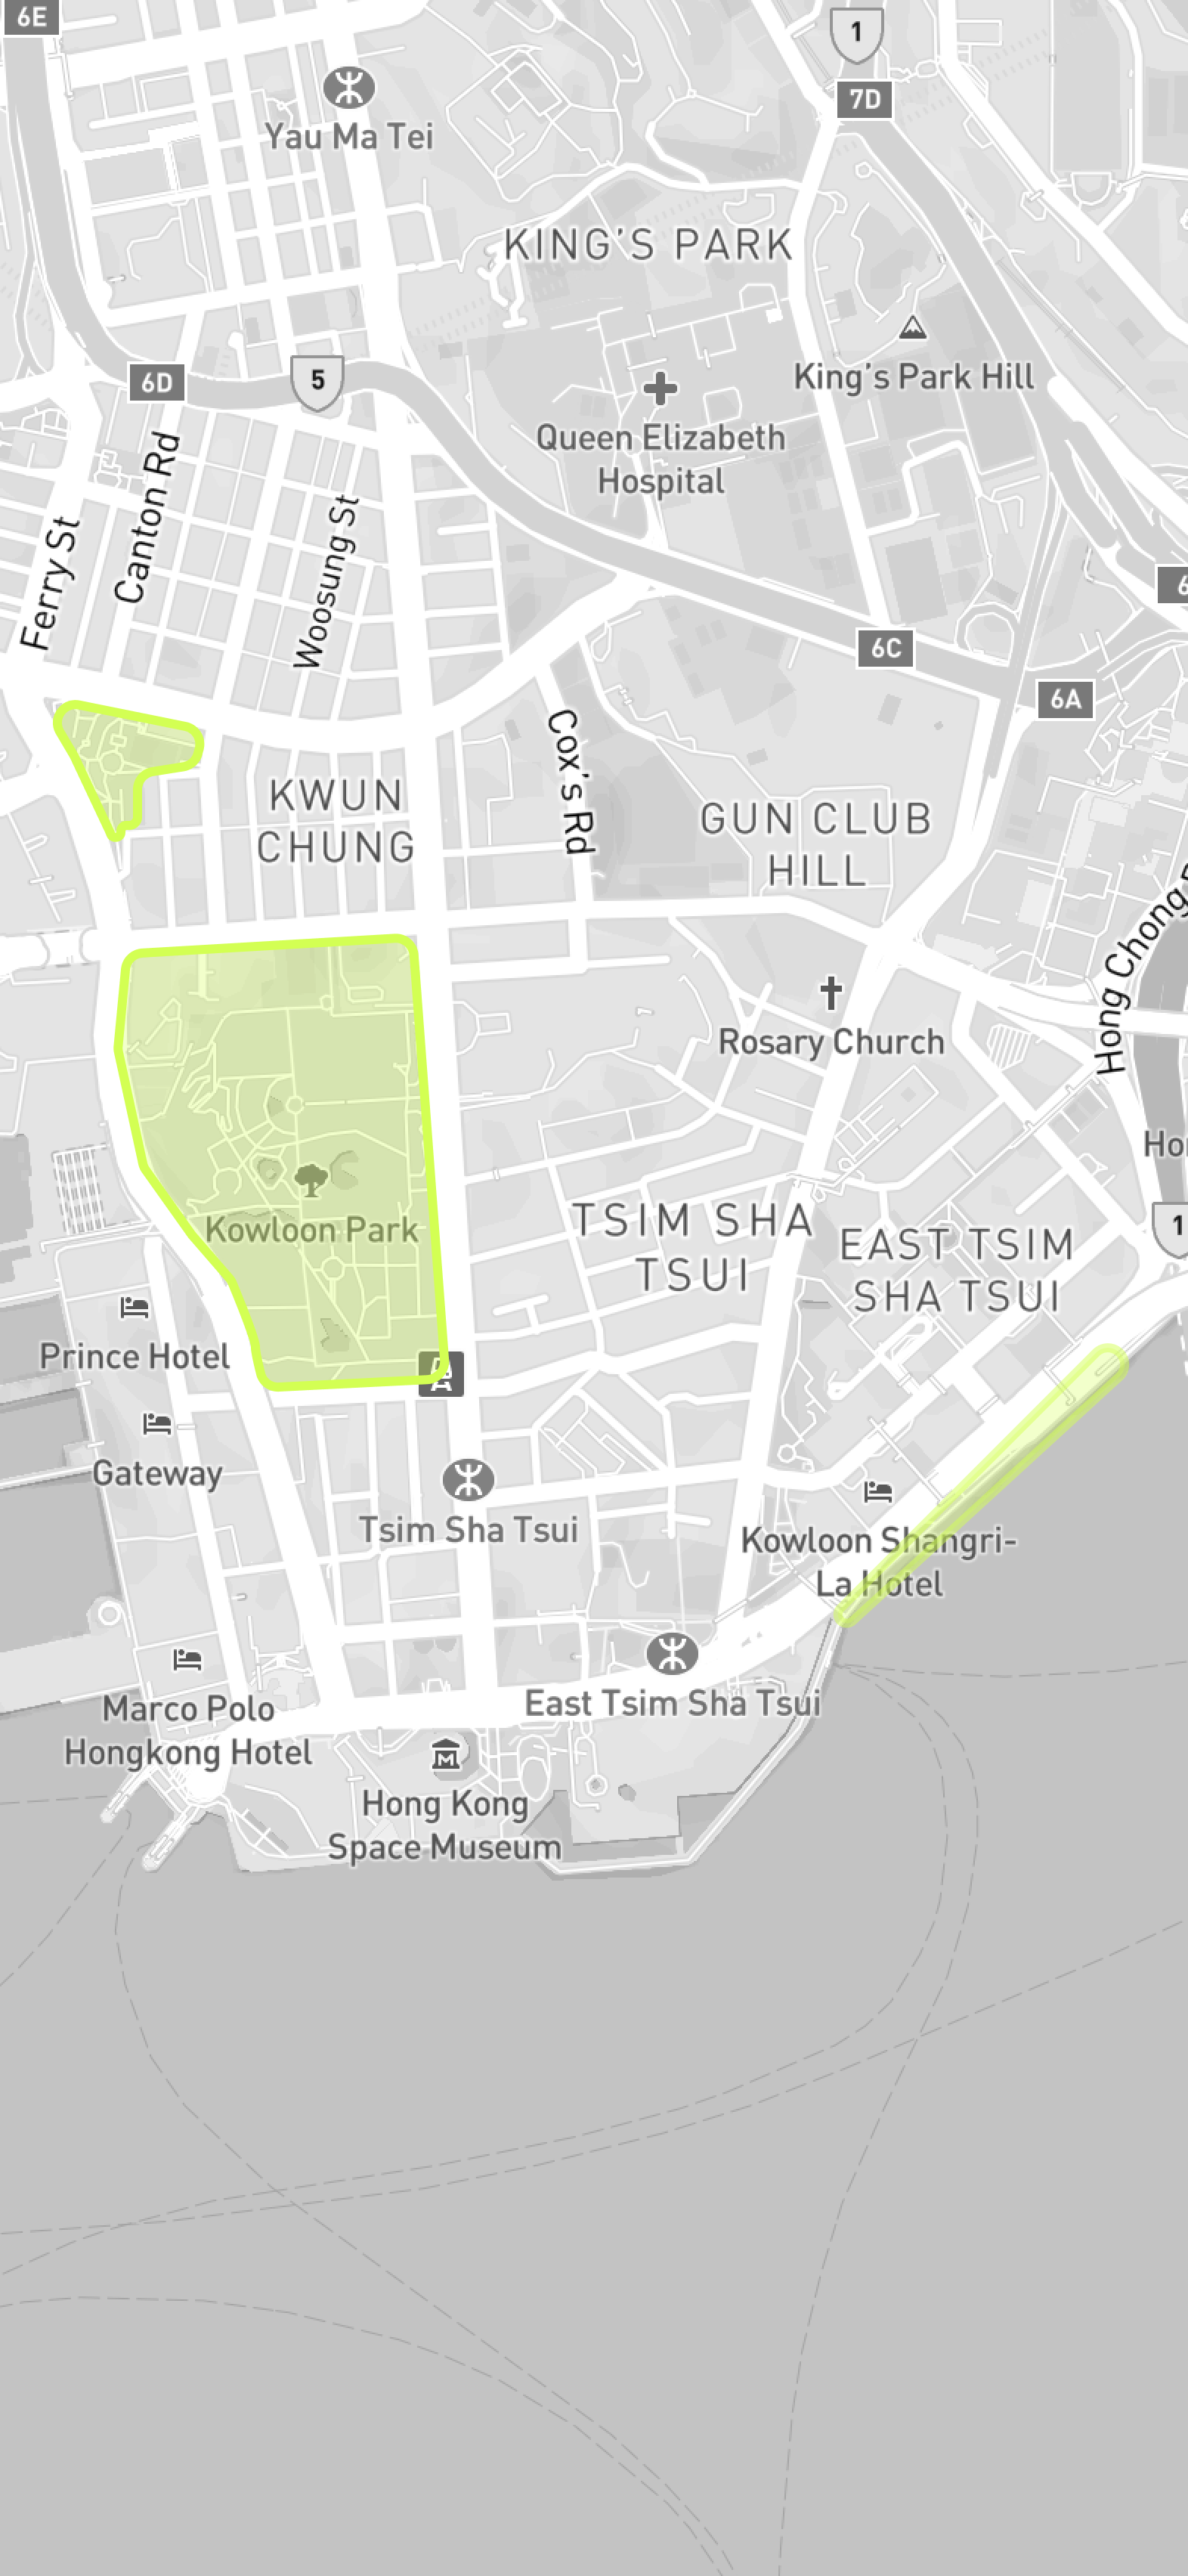 6E
1
7D
Yau Ma Tei
KING'S PARK
King's Park Hill
6D
5
Queen Elizabeth
Hospital
Canton Rd
Woosung St
Ferry St
6
6C
6A
Cox's Rd
KWUN
CHUNG
GUN CLUB
HILL
Hong Chong
Rosary Church
Ho
Kowloon Park
TSIM SHA
TSUI
EAST TSIM
SHA TSUI
1
Prince Hotel
Gateway
Tsim Sha Tsui
Kowloon Shangri-
La Hotel
Marco Polo
Hongkong Hotel
East Tsim Sha Tsui
Hong Kong
Space Museum